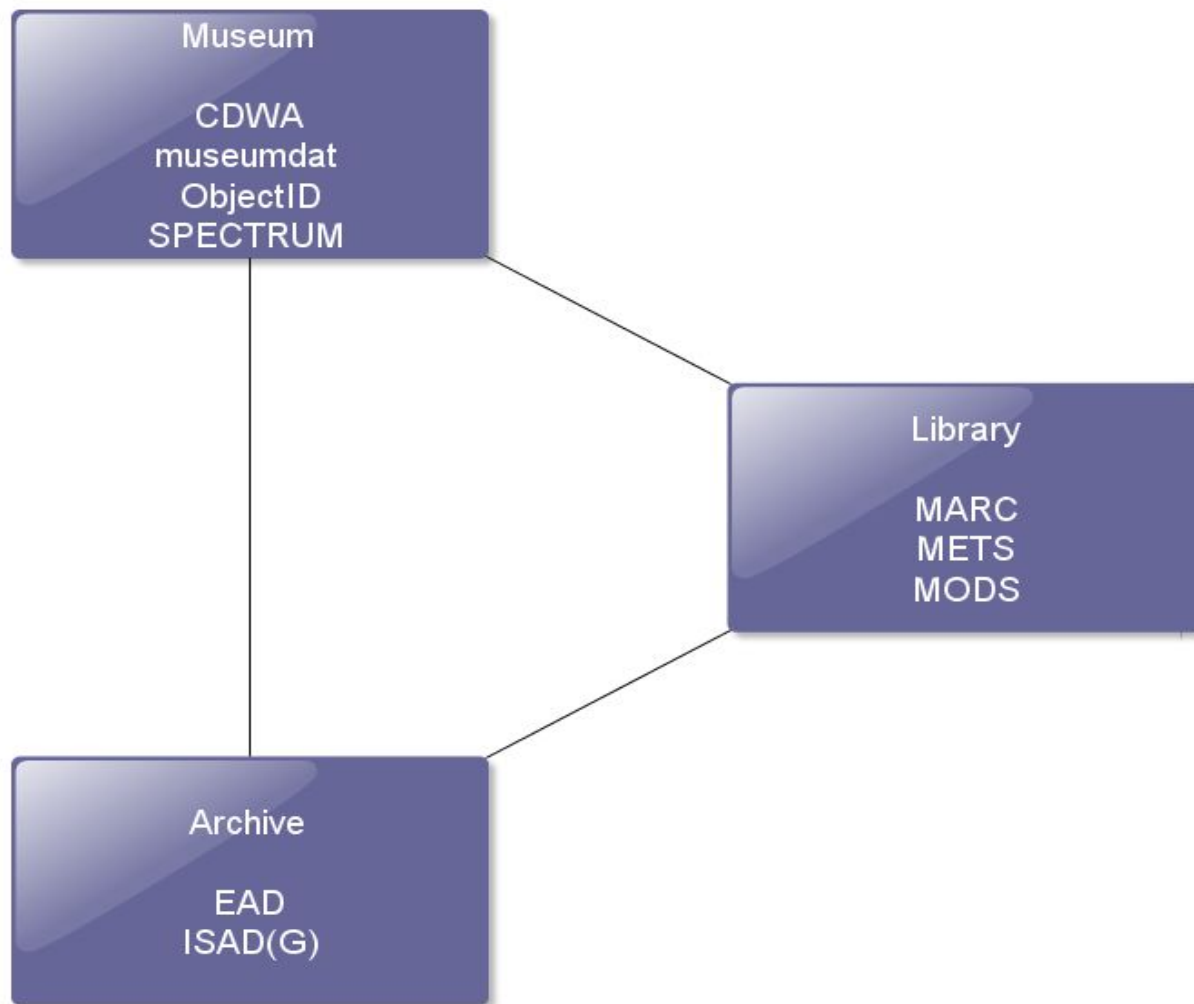 Museum
CDWA
museumdat
ObjectID
SPECTRUM
Library
MARC
METS
MODS
Archive
EAD
ISAD(G)